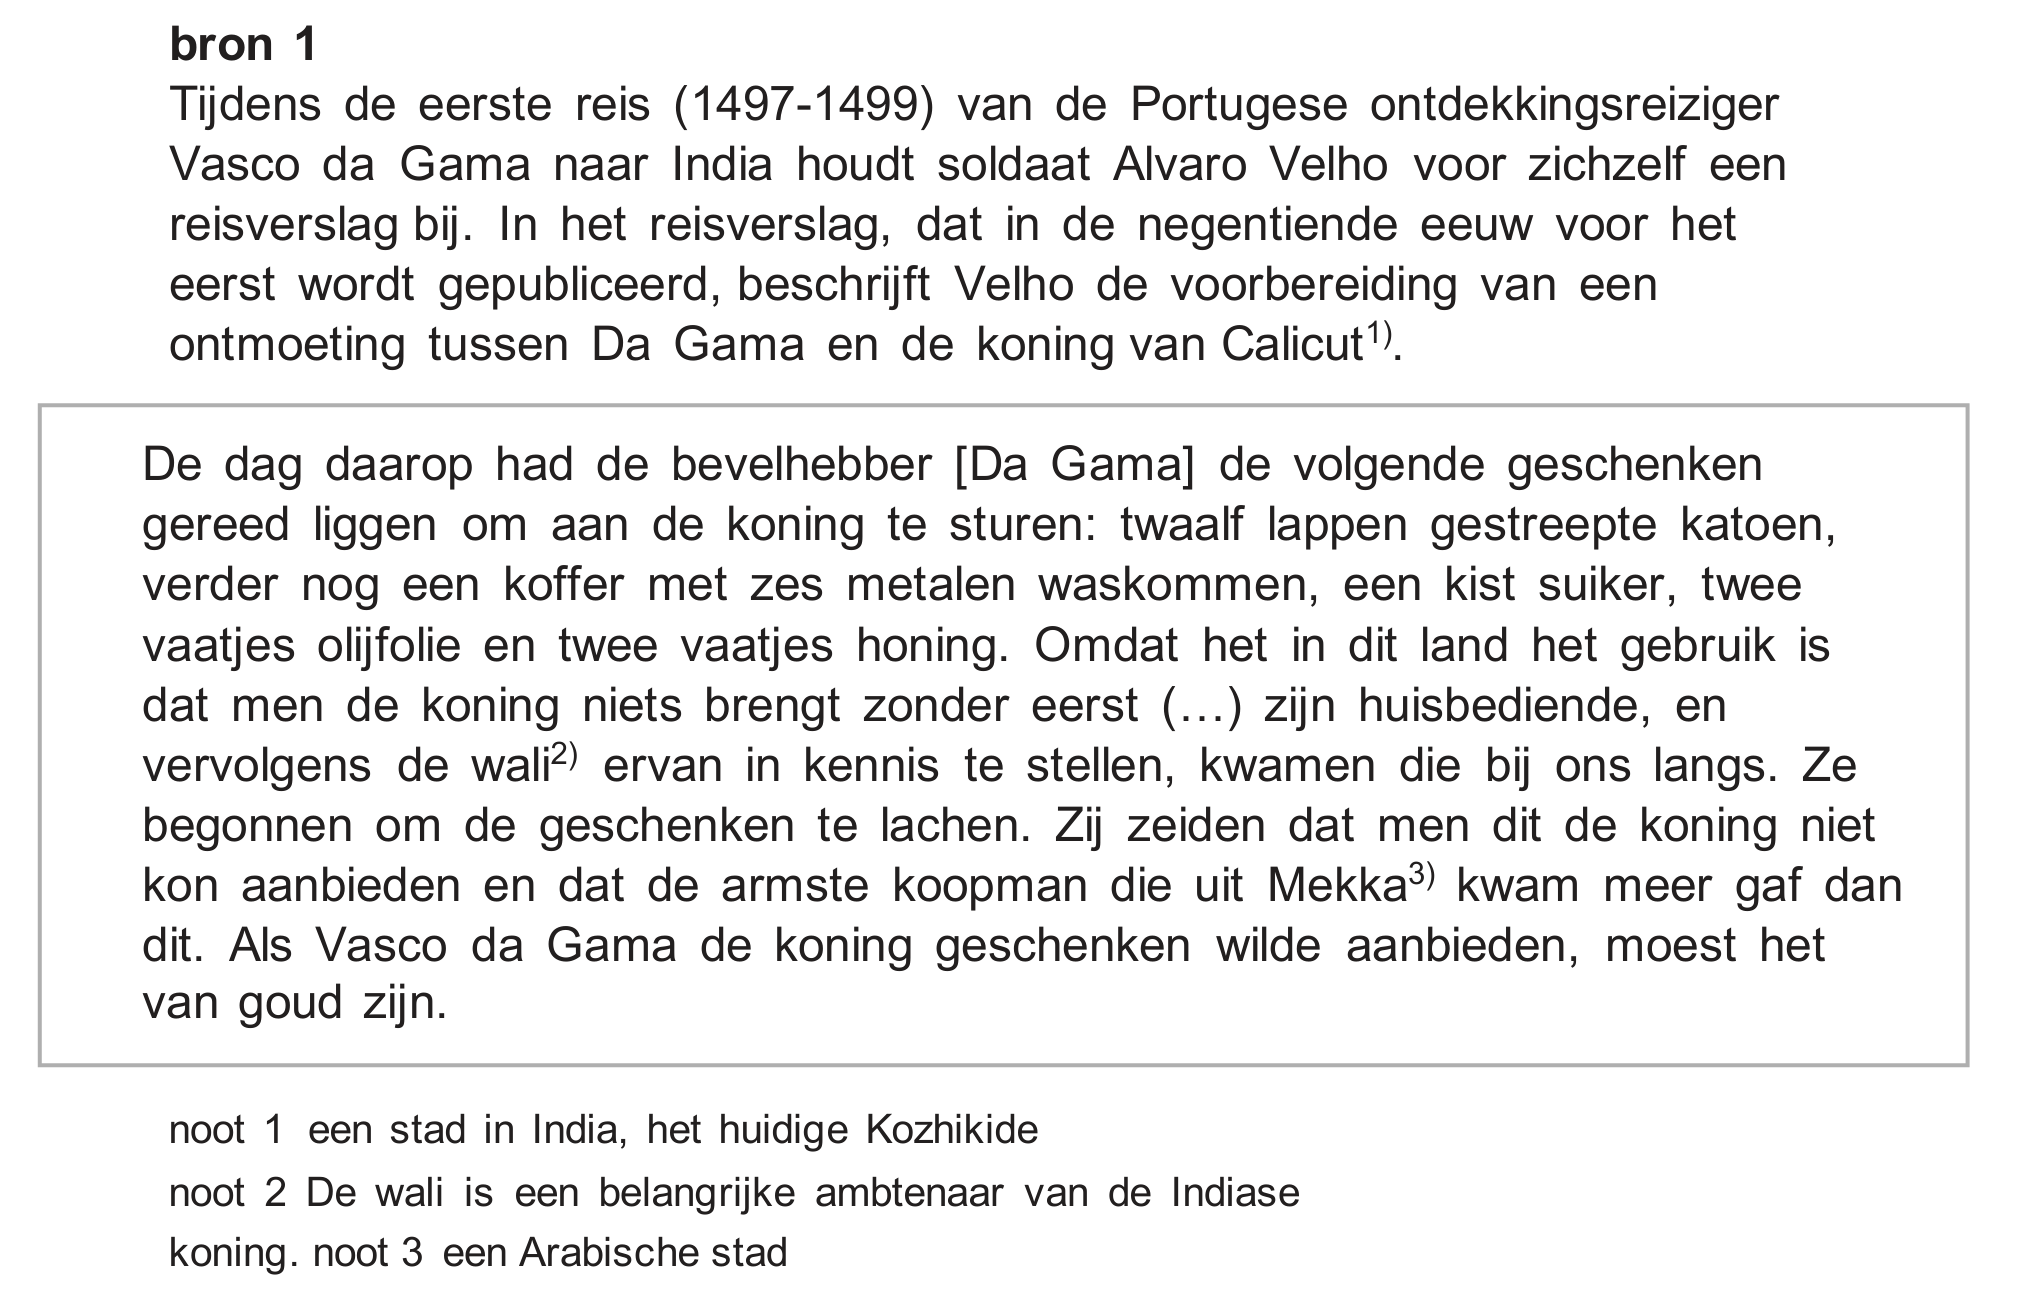 bron 1
Tijdens de eerste reis (1497-1499) van de Portugese ontdekkingsreiziger
Vasco da Gama naar India houdt soldaat Alvaro Velho voor zichzelf een
reisverslag bij. In het reisverslag, dat in de negentiende eeuw voor het
eerst wordt gepubliceerd, beschrijft Velho de voorbereiding van een
ontmoeting tussen Da Gama en de koning van Calicut1).
De dag daarop had de bevelhebber [Da Gama] de volgende geschenken
gereed liggen om aan de koning te sturen: twaalf lappen gestreepte katoen,
verder nog een koffer met zes metalen waskommen, een kist suiker, twee
vaatjes olijfolie en twee vaatjes honing. Omdat het in dit land het gebruik is
dat men de koning niets brengt zonder eerst (…) zijn huisbediende, en
vervolgens de wali2) ervan in kennis te stellen, kwamen die bij ons langs. Ze
begonnen om de geschenken te lachen. Zij zeiden dat men dit de koning niet
kon aanbieden en dat de armste koopman die uit Mekka3) kwam meer gaf dan
dit. Als Vasco da Gama de koning geschenken wilde aanbieden, moest het
van goud zijn.
noot 1 een stad in India, het huidige Kozhikide
noot 2 De wali is een belangrijke ambtenaar van de Indiase
koning. noot 3 een Arabische stad